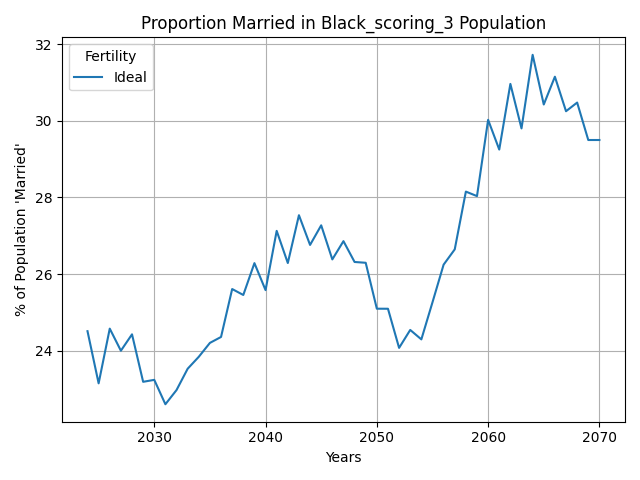 Proportion Married in Black_scoring_3 Population
Fertility
Ideal
% of Population 'Married'
32
30
28
26
24
2030
2040
2050
2060
2070
Years